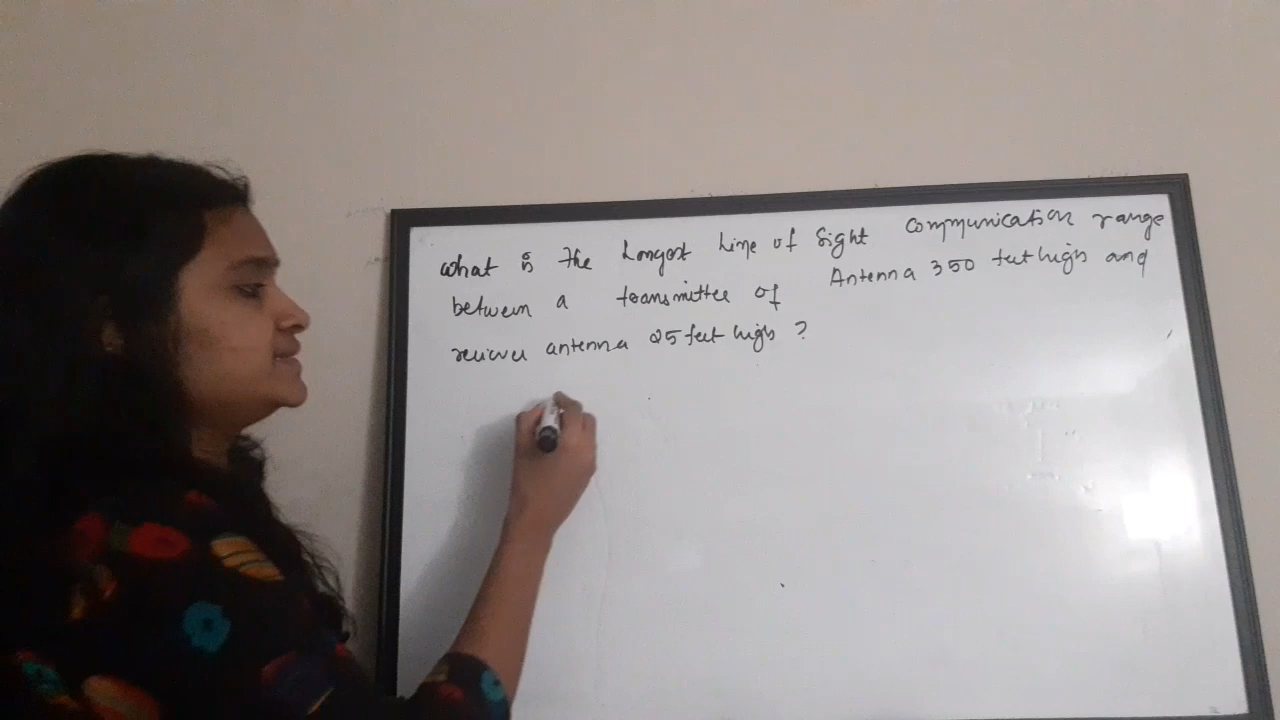 What is the Longest Line of Sight Communication range
between a transmitter of Antenna 350 feet high and
reciever antenna 25 feet high ?